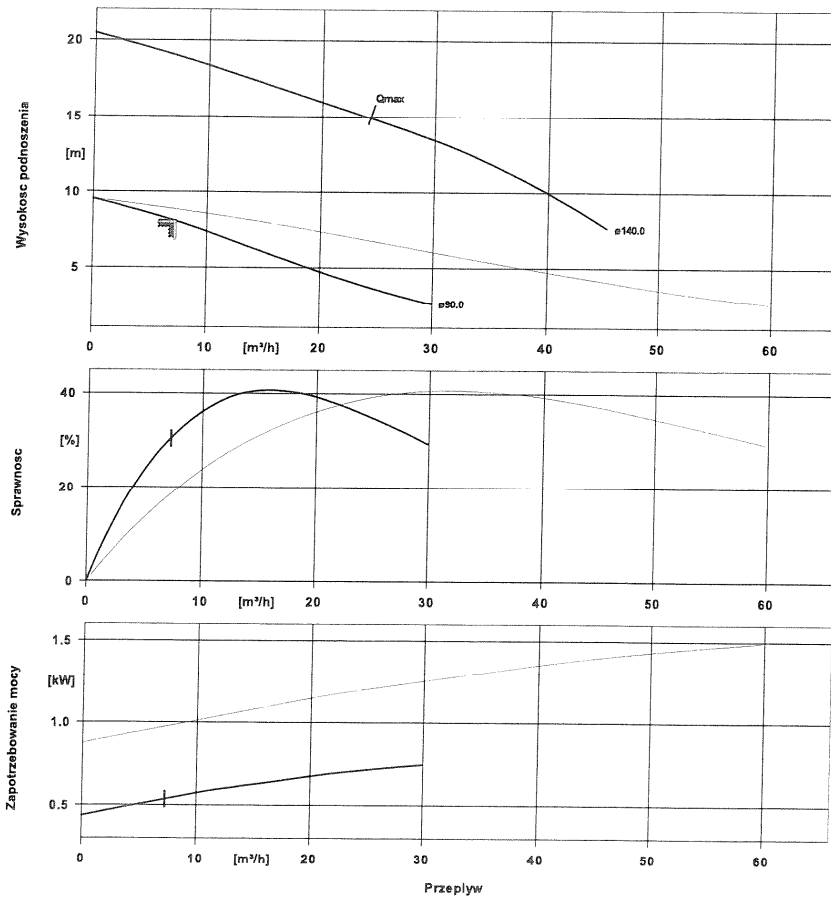 Wysokosc podnoszenia
[m]
20
15
10
5
Qmax
ø140.0
ø90.0
0 10 [m³/h] 20 30 40 50 60
Sprawnosc
[%]
40
20
0
0 10 [m³/h] 20 30 40 50 60
Zapotrzebowanie mocy
[kW]
1.5
1.0
0.5
0 10 [m³/h] 20 30 40 50 60
Przeplyw